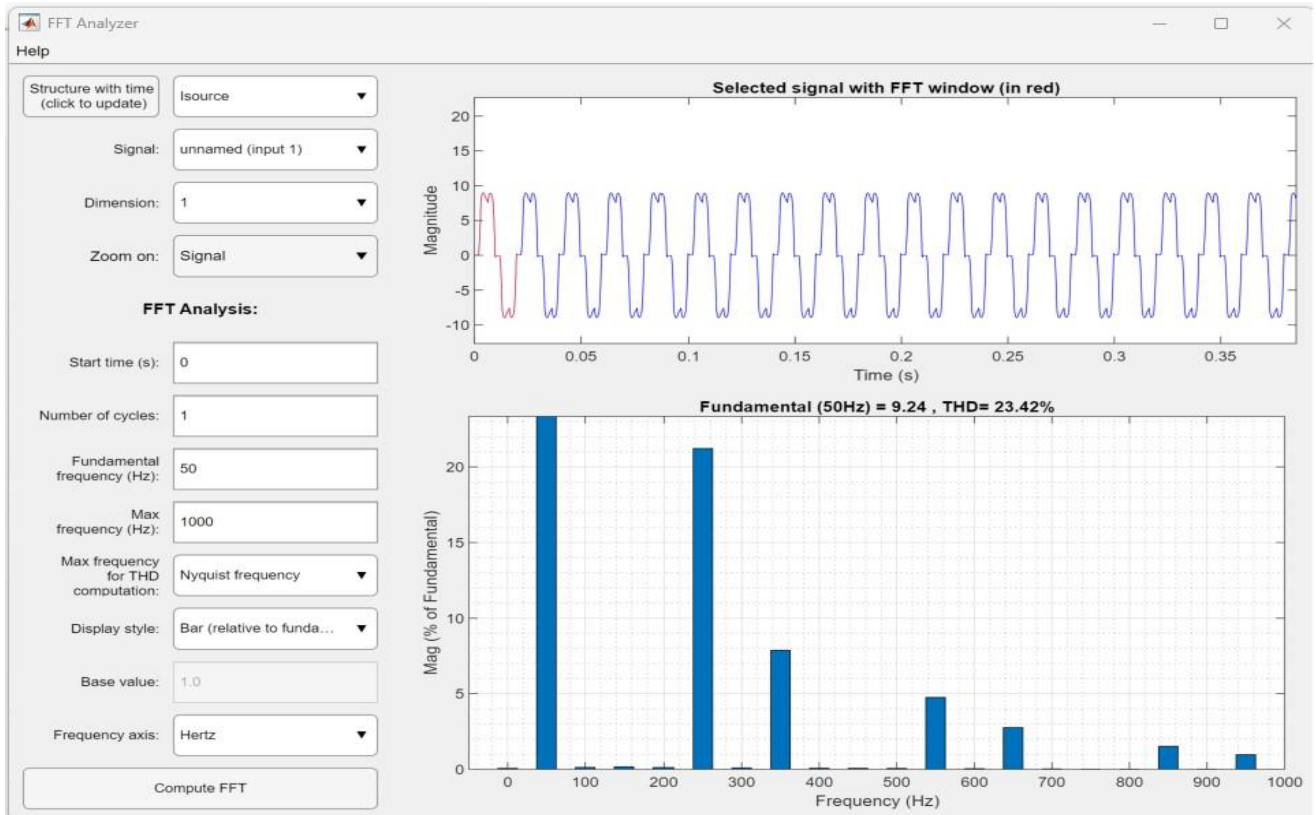 FFT Analyzer
Help
Structure with time
(click to update)
Isource
Signal:
unnamed (input 1)
Dimension:
1
Zoom on:
Signal
FFT Analysis:
Start time (s):
0
Number of cycles:
1
Fundamental
frequency (Hz):
50
Max
frequency (Hz):
1000
Max frequency
for THD
computation:
Nyquist frequency
Display style:
Bar (relative to funda...
Base value:
1.0
Frequency axis:
Hertz
Compute FFT
Selected signal with FFT window (in red)
20
15
10
5
0
-5
-10
Magnitude
0 0.05 0.1 0.15 0.2 0.25 0.3 0.35
Time (s)
Fundamental (50Hz) = 9.24 , THD= 23.42%
20
15
10
5
0
Mag (% of Fundamental)
0 100 200 300 400 500 600 700 800 900 1000
Frequency (Hz)